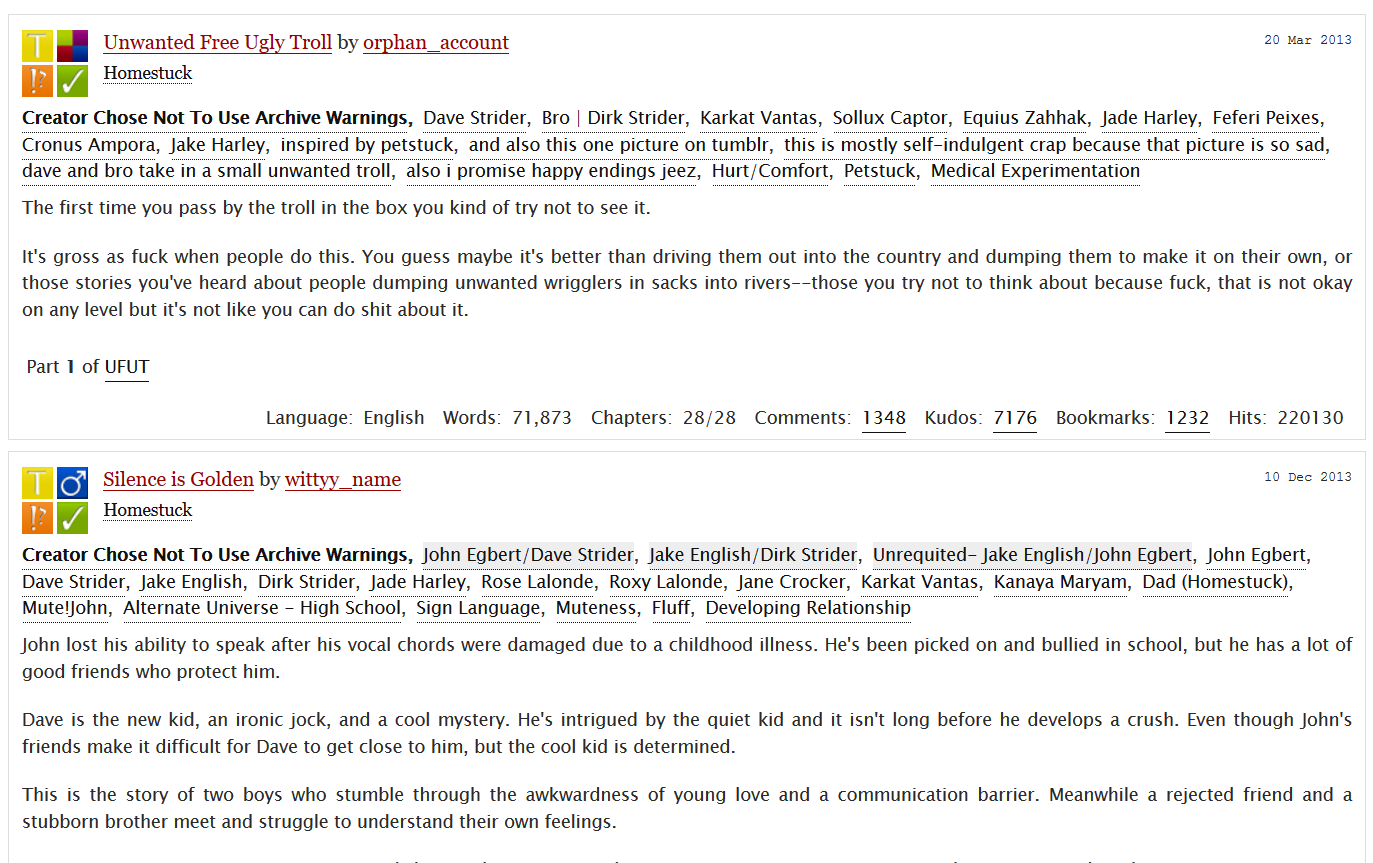 T
Unwanted Free Ugly Troll by orphan_account
20 Mar 2013
!?
Homestuck
Creator Chose Not To Use Archive Warnings, Dave Strider, Bro | Dirk Strider, Karkat Vantas, Sollux Captor, Equius Zahhak, Jade Harley, Feferi Peixes,
Cronus Ampora, Jake Harley, inspired by petstuck, and also this one picture on tumblr, this is mostly self-indulgent crap because that picture is so sad,
dave and bro take in a small unwanted troll, also i promise happy endings jeez, Hurt/Comfort, Petstuck, Medical Experimentation
The first time you pass by the troll in the box you kind of try not to see it.
It's gross as fuck when people do this. You guess maybe it's better than driving them out into the country and dumping them to make it on their own, or
those stories you've heard about people dumping unwanted wrigglers in sacks into rivers--those you try not to think about because fuck, that is not okay
on any level but it's not like you can do shit about it.
Part 1 of UFUT
Language: English Words: 71,873 Chapters: 28/28 Comments: 1348 Kudos: 7176 Bookmarks: 1232 Hits: 220130
T
Silence is Golden by wittyy_name
10 Dec 2013
!?
Homestuck
Creator Chose Not To Use Archive Warnings, John Egbert/Dave Strider, Jake English/Dirk Strider, Unrequited- Jake English/John Egbert, John Egbert,
Dave Strider, Jake English, Dirk Strider, Jade Harley, Rose Lalonde, Roxy Lalonde, Jane Crocker, Karkat Vantas, Kanaya Maryam, Dad (Homestuck),
Mute!John, Alternate Universe - High School, Sign Language, Muteness, Fluff, Developing Relationship
John lost his ability to speak after his vocal chords were damaged due to a childhood illness. He's been picked on and bullied in school, but he has a lot of
good friends who protect him.
Dave is the new kid, an ironic jock, and a cool mystery. He's intrigued by the quiet kid and it isn't long before he develops a crush. Even though John's
friends make it difficult for Dave to get close to him, but the cool kid is determined.
This is the story of two boys who stumble through the awkwardness of young love and a communication barrier. Meanwhile a rejected friend and a
stubborn brother meet and struggle to understand their own feelings.